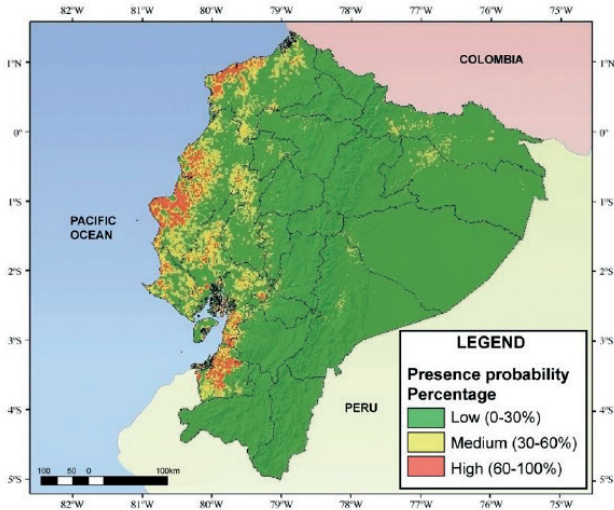 82°W 81°W 80°W 79°W 78°W 77°W 76°W 75°W
1°N 1°N
COLOMBIA
0° 0°
1°S 1°S
PACIFIC
OCEAN
2°S 2°S
3°S 3°S
LEGEND
Presence probability
Percentage
Low (0-30%)
Medium (30-60%)
High (60-100%)
PERU
4°S 4°S
100 50 0 100km
5°S 5°S
82°W 81°W 80°W 79°W 78°W 77°W 76°W 75°W